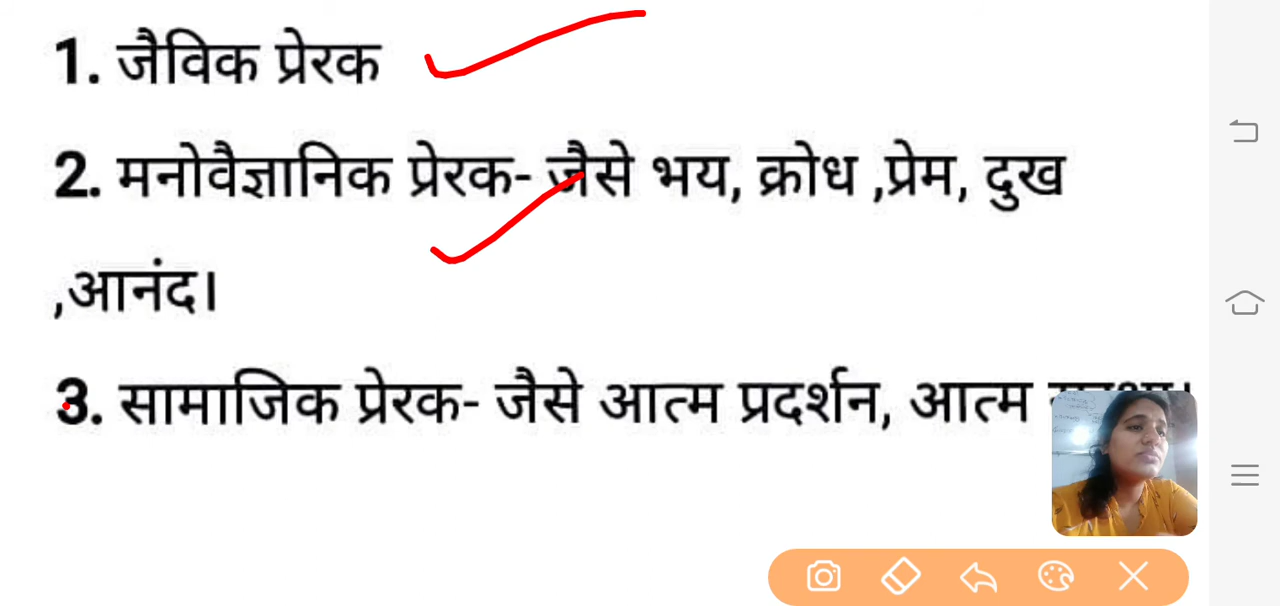 1. जैविक प्रेरक
2. मनोवैज्ञानिक प्रेरक- जैसे भय, क्रोध ,प्रेम, दुख
,आनंद।
3. सामाजिक प्रेरक- जैसे आत्म प्रदर्शन, आत्म